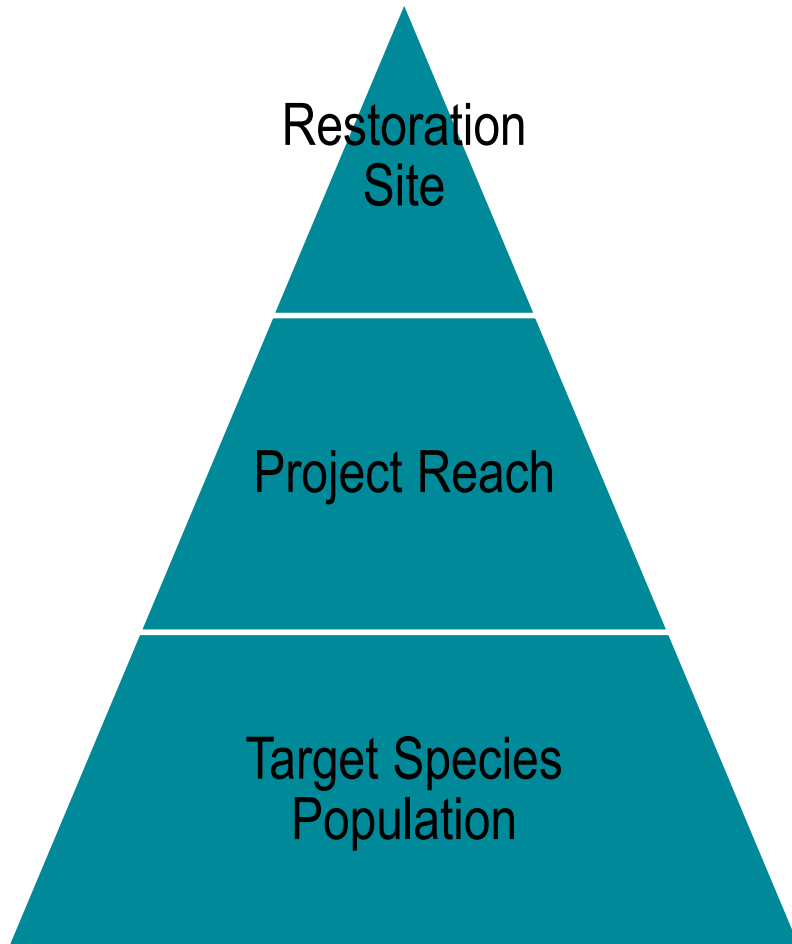 Restoration
Site
Project Reach
Target Species
Population